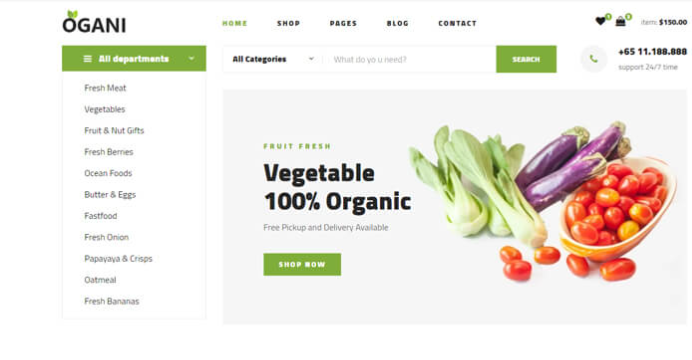 OGANI
HOME SHOP PAGES BLOG CONTACT
1 3 item: $150.00
All departments
All Categories What do yo u need? SEARCH
+65 11.188.888
support 24/7 time
Fresh Meat
Vegetables
Fruit & Nut Gifts
Fresh Berries
Ocean Foods
Butter & Eggs
Fastfood
Fresh Onion
Papayaya & Crisps
Oatmeal
Fresh Bananas
FRUIT FRESH
Vegetable
100% Organic
Free Pickup and Delivery Available
SHOP NOW